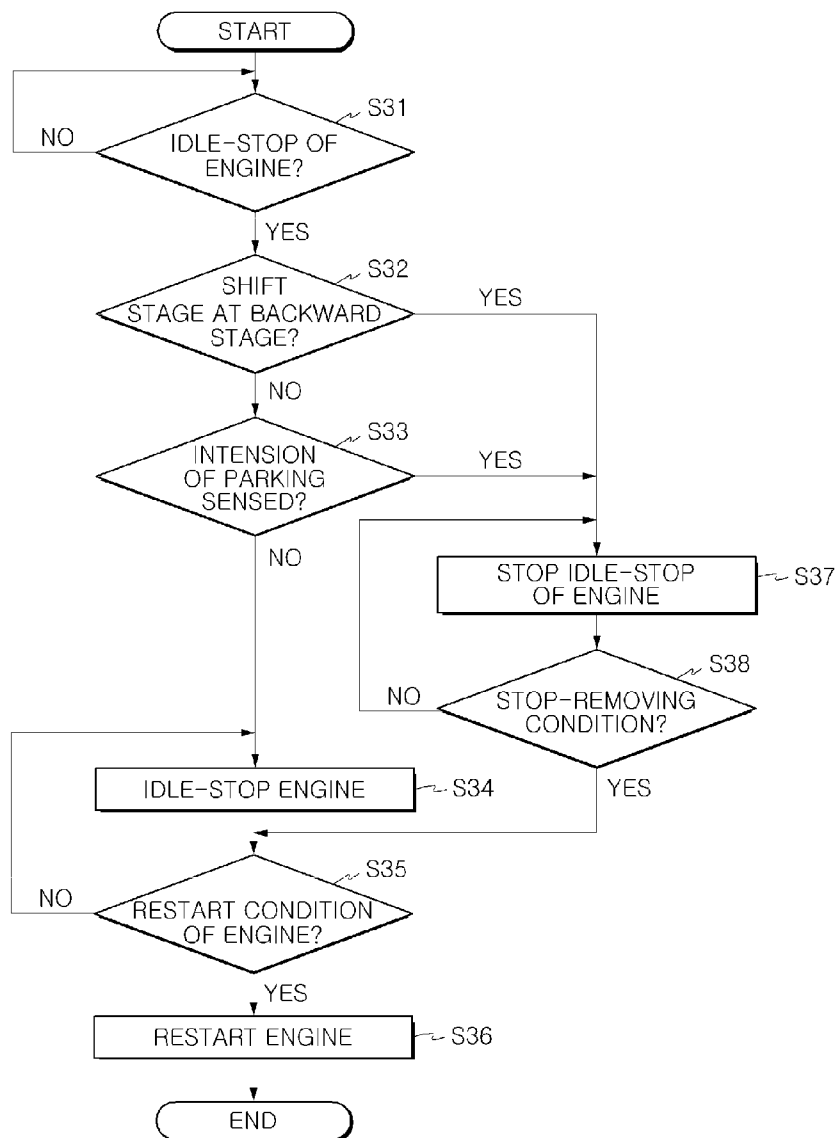 START
S31
NO
IDLE-STOP OF
ENGINE?
YES
S32
SHIFT
STAGE AT BACKWARD
STAGE?
YES
NO
S33
INTENSION
OF PARKING
SENSED?
YES
NO
STOP IDLE-STOP
OF ENGINE
S37
S38
NO
STOP-REMOVING
CONDITION?
YES
IDLE-STOP ENGINE
S34
S35
NO
RESTART CONDITION
OF ENGINE?
YES
RESTART ENGINE
S36
END